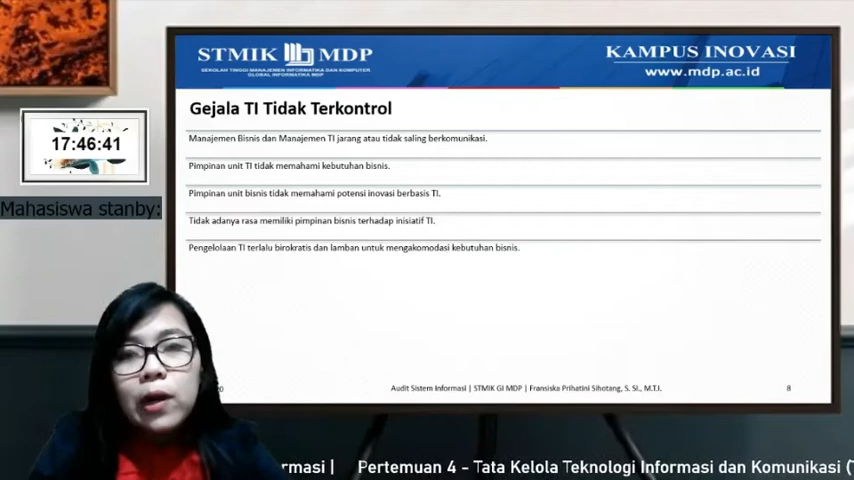 STMIK MDP
SEKOLAH TINGGI MANAJEMEN INFORMATIKA DAN KOMPUTER
GLOBAL INFORMATIKA MDP
KAMPUS INOVASI
www.mdp.ac.id
Gejala TI Tidak Terkontrol
Manajemen Bisnis dan Manajemen TI jarang atau tidak saling berkomunikasi.
Pimpinan unit TI tidak memahami kebutuhan bisnis.
Pimpinan unit bisnis tidak memahami potensi inovasi berbasis TI.
Tidak adanya rasa memiliki pimpinan bisnis terhadap inisiatif TI.
Pengelolaan TI terlalu birokratis dan lamban untuk mengakomodasi kebutuhan bisnis.
17:46:41
Mahasiswa stanby:
Audit Sistem Informasi | STMIK GI MDP | Fransiska Prihatini Sihotang, S. SI., M.T.I.
8
rmasi | Pertemuan 4 - Tata Kelola Teknologi Informasi dan Komunikasi (